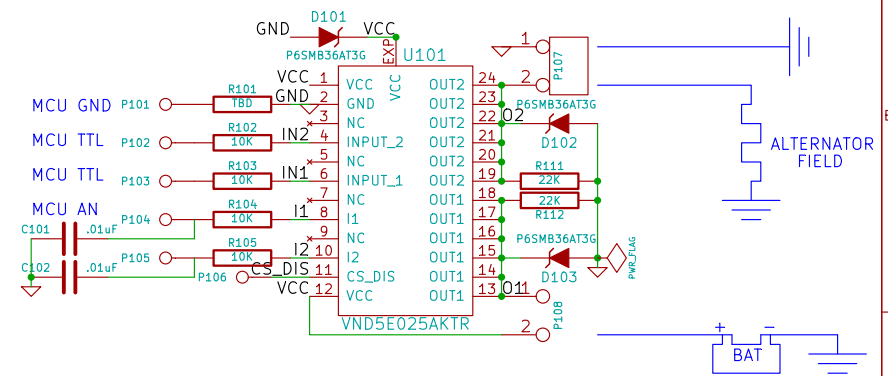 D101
GND
VCC
P6SMB36AT3G
EXP
VCC
U101
MCU GND
P101
R101
TBD
MCU TTL
P102
R102
10K
MCU TTL
P103
R103
10K
MCU AN
P104
R104
10K
P105
R105
10K
P106
C101
.01uF
C102
.01uF
VCC
GND
IN2
IN1
I1
I2
CS_DIS
VCC
1 VCC
2 GND
3 NC
4 INPUT_2
5 NC
6 INPUT_1
7 NC
8 I1
9 NC
10 I2
11 CS_DIS
12 VCC
OUT2 24
OUT2 23
OUT2 22
OUT2 21
OUT2 20
OUT2 19
OUT1 18
OUT1 17
OUT1 16
OUT1 15
OUT1 14
OUT1 13
VND5E025AKTR
1
2
P107
O2
P6SMB36AT3G
D102
R111
22K
22K
R112
P6SMB36AT3G
D103
PWR_FLAG
O1
1
2
P108
ALTERNATOR
FIELD
+ -
BAT